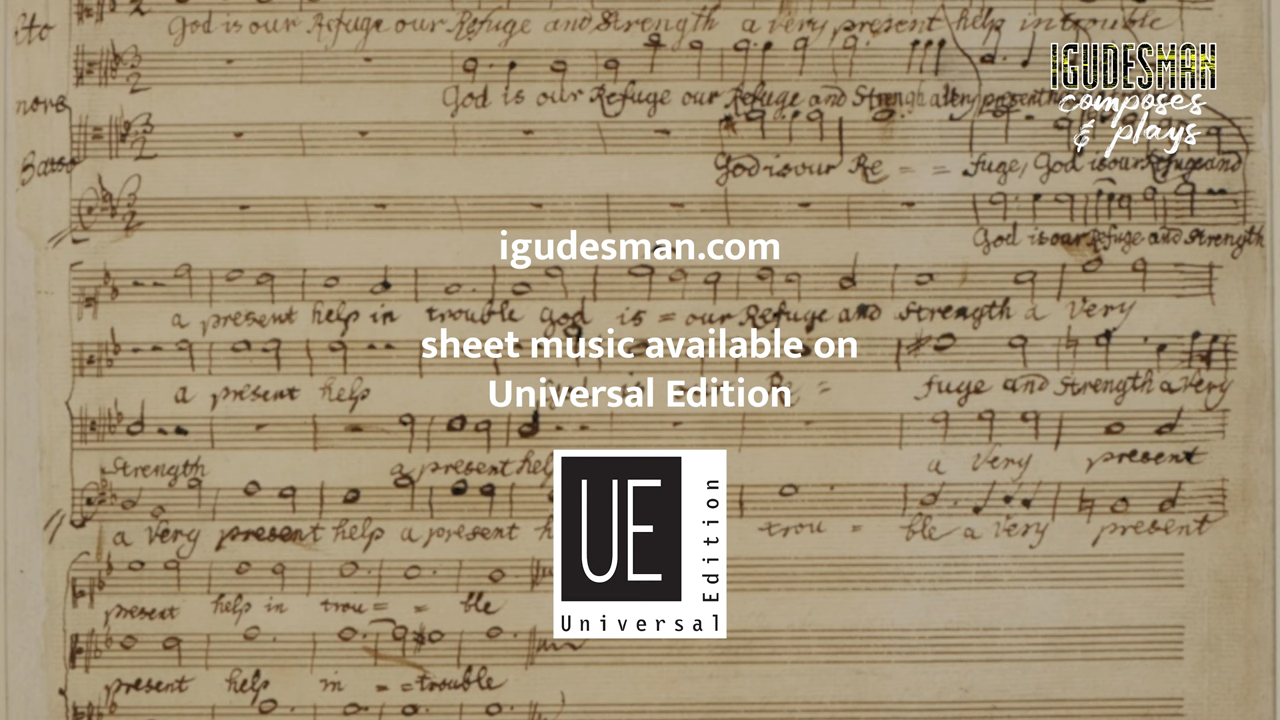 lto
God is our Refuge our Refuge and Strength a very present help in trouble
IGUDESMAN
composes
& plays
nore
God is our Refuge our Refuge and Strength a Very present
Basso
God is our Re = = fuge, God is our Refuge and
God is our Refuge and Strength
igudesman.com
a present help in trouble God is = our Refuge and Strength a Very
sheet music available on
a present help
fuge and Strength a Very
Universal Edition
Strength a present hel a Very present
UE
Edition
Universal
a Very present help a present h trou = ble a Very present
present help in trou = = ble
present help in = = trouble